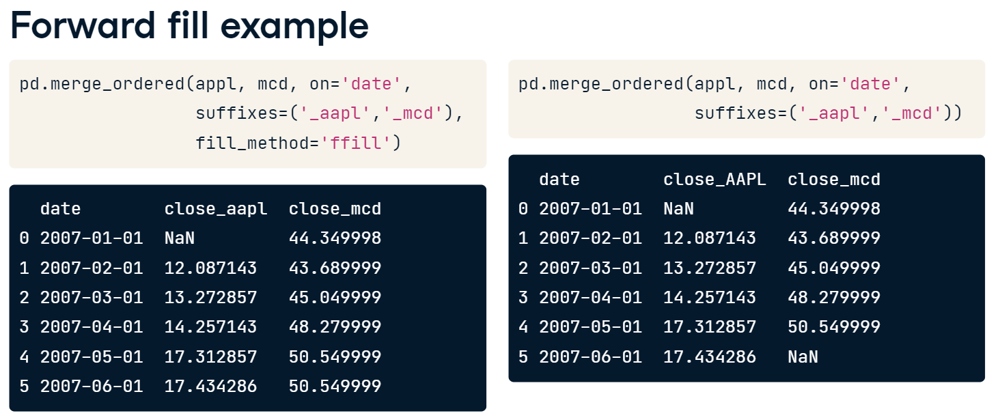 Forward fill example
pd.merge_ordered(appl, mcd, on='date',
suffixes=('_aapl','_mcd'),
fill_method='ffill')
date close_aapl close_mcd
0 2007-01-01 NaN 44.349998
1 2007-02-01 12.087143 43.689999
2 2007-03-01 13.272857 45.049999
3 2007-04-01 14.257143 48.279999
4 2007-05-01 17.312857 50.549999
5 2007-06-01 17.434286 50.549999
pd.merge_ordered(appl, mcd, on='date',
suffixes=('_aapl','_mcd'))
date close_AAPL close_mcd
0 2007-01-01 NaN 44.349998
1 2007-02-01 12.087143 43.689999
2 2007-03-01 13.272857 45.049999
3 2007-04-01 14.257143 48.279999
4 2007-05-01 17.312857 50.549999
5 2007-06-01 17.434286 NaN